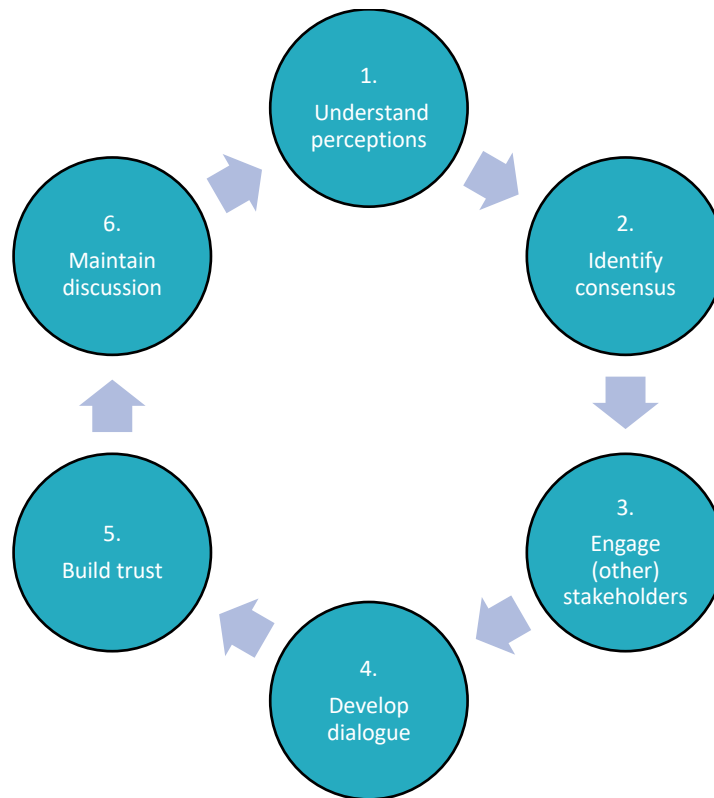 1.
Understand
perceptions
2.
Identify
consensus
3.
Engage
(other)
stakeholders
4.
Develop
dialogue
5.
Build trust
6.
Maintain
discussion